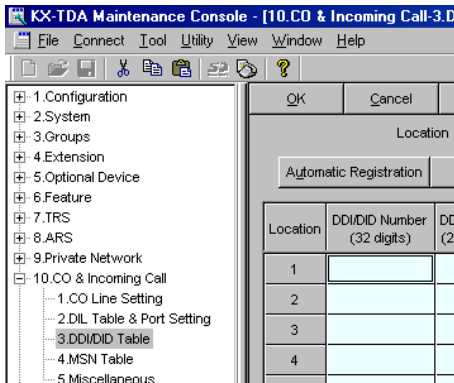 KX-TDA Maintenance Console - [10.CO & Incoming Call-3.D
File Connect Tool Utility View Window Help
1.Configuration
2.System
3.Groups
4.Extension
5.Optional Device
6.Feature
7.TRS
8.ARS
9.Private Network
10.CO & Incoming Call
1.CO Line Setting
2.DIL Table & Port Setting
3.DDI/DID Table
4.MSN Table
5.Miscellaneous
OK Cancel
Location
Automatic Registration
Location DDI/DID Number (32 digits) DD (2
1
2
3
4